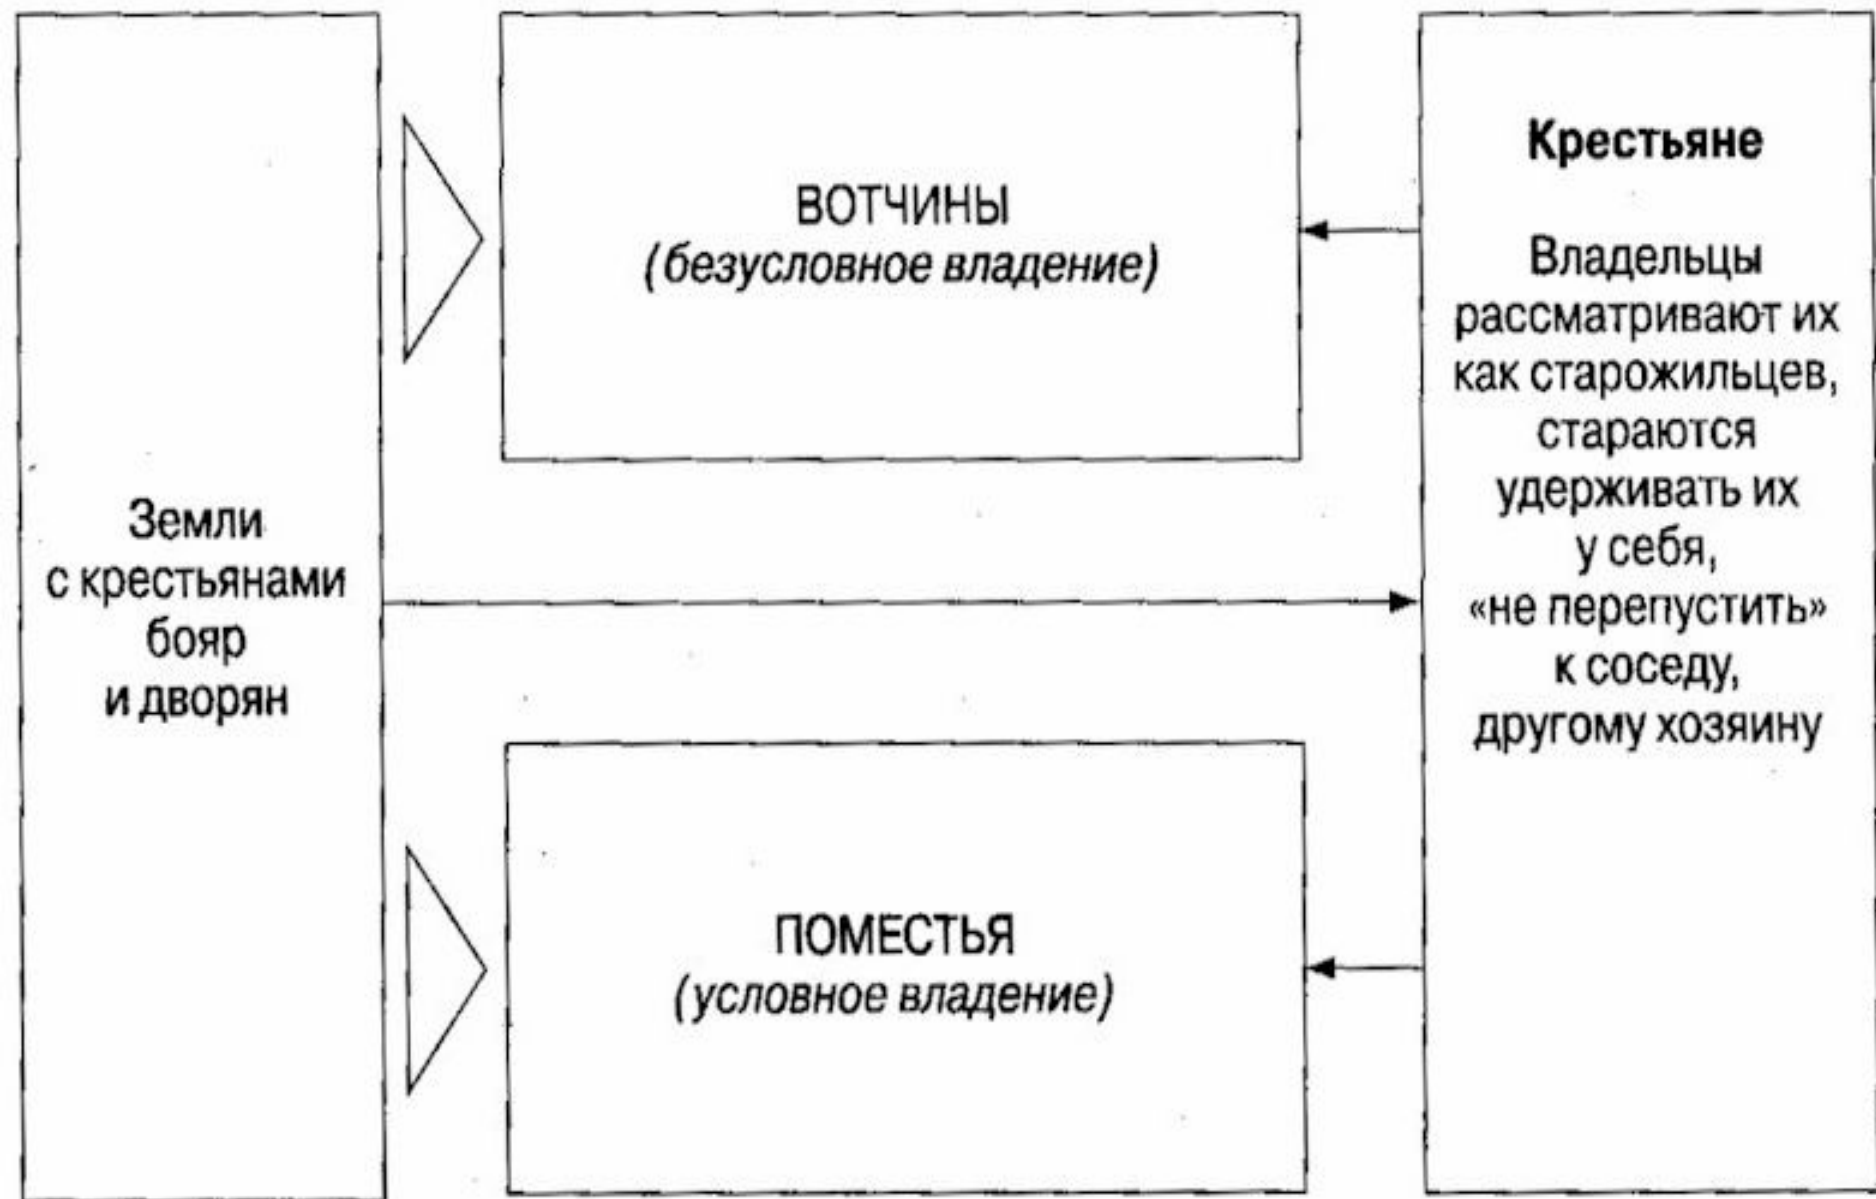 Земли
с крестьянами
бояр
и дворян
ВОТЧИНЫ
(безусловное владение)
ПОМЕСТЬЯ
(условное владение)
Крестьяне
Владельцы
рассматривают их
как старожильцев,
стараются
удерживать их
у себя,
«не перепустить»
к соседу,
другому хозяину